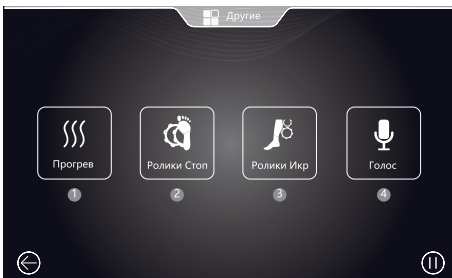 Другие
Прогрев
Ролики Стоп
Ролики Икр
Голос
1
2
3
4